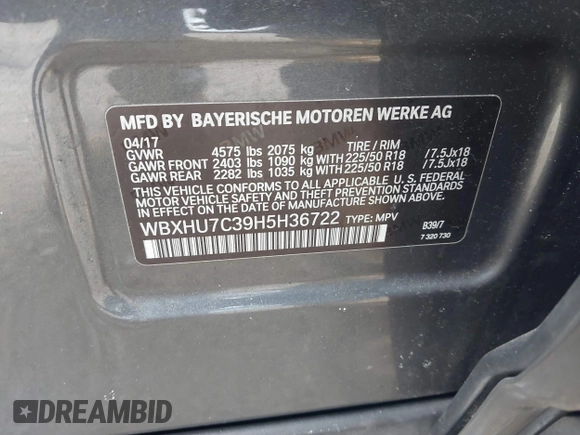 MFD BY BAYERISCHE MOTOREN WERKE AG
04/17
GVWR 4575 lbs 2075 kg TIRE / RIM
GAWR FRONT 2403 lbs 1090 kg WITH 225/50 R18 /7.5Jx18
GAWR REAR 2282 lbs 1035 kg WITH 225/50 R18 /7.5Jx18
THIS VEHICLE CONFORMS TO ALL APPLICABLE U.S. FEDERAL
MOTOR VEHICLE SAFETY AND THEFT PREVENTION STANDARDS
IN EFFECT ON THE DATE OF MANUFACTURE SHOWN ABOVE.
WBXHU7C39H5H36722 TYPE: MPV B39/7
7 320 730
DREAMBID